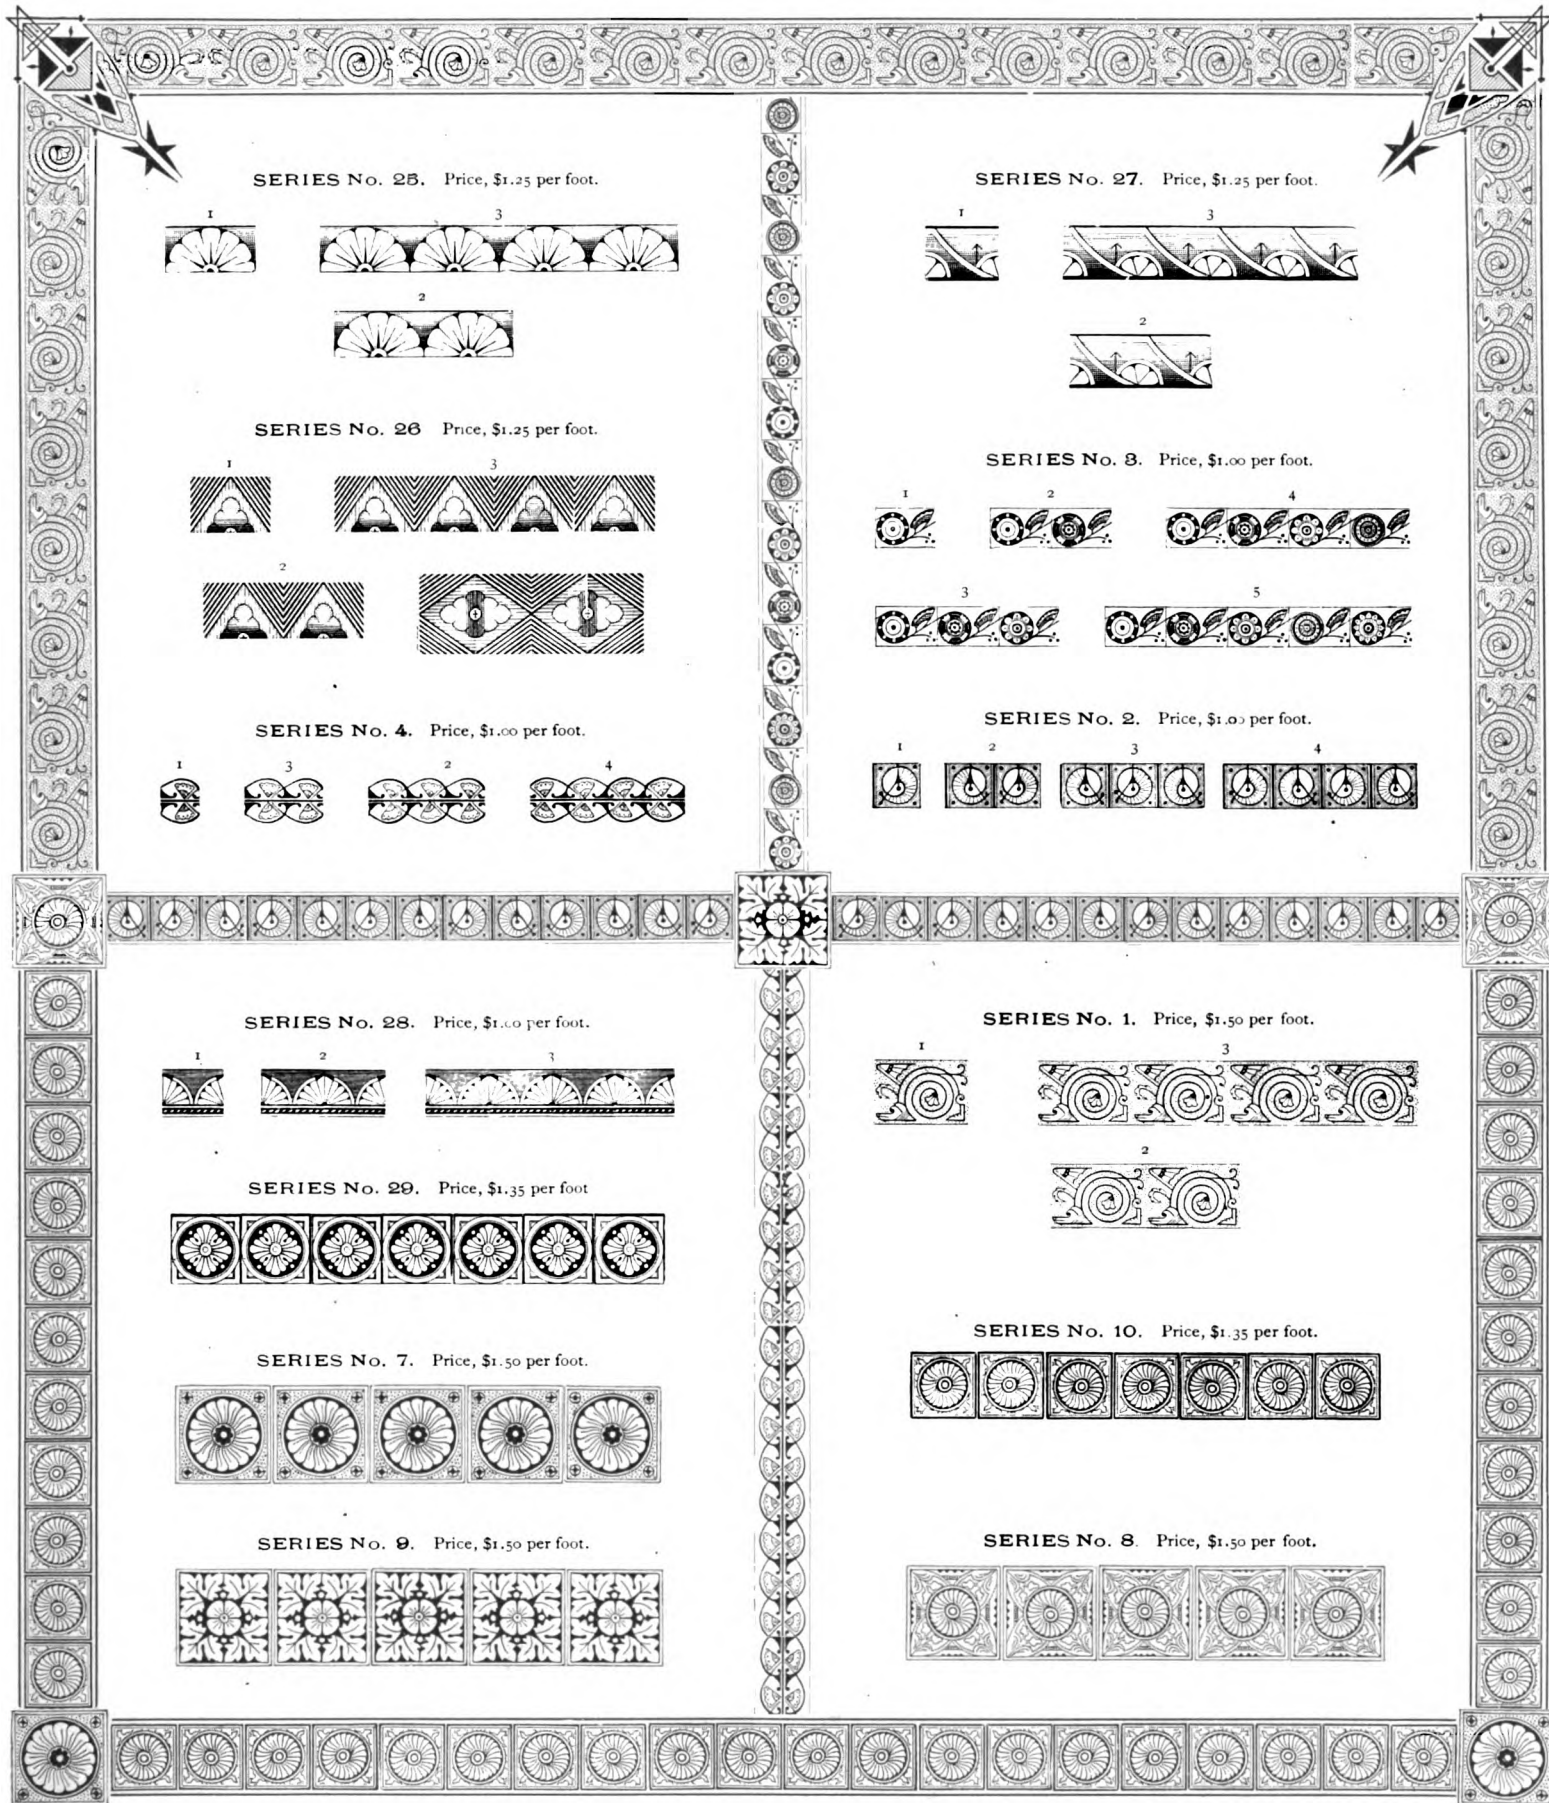 SERIES No. 25. Price, $1.25 per foot.
1 3
2
SERIES No. 26 Price, $1.25 per foot.
1 3
2
SERIES No. 4. Price, $1.00 per foot.
1 3 2 4
SERIES No. 27. Price, $1.25 per foot.
1 3
2
SERIES No. 3. Price, $1.00 per foot.
1 2 4
3 5
SERIES No. 2. Price, $1.00 per foot.
1 2 3 4
SERIES No. 28. Price, $1.00 per foot.
1 2 3
SERIES No. 29. Price, $1.35 per foot
SERIES No. 7. Price, $1.50 per foot.
SERIES No. 9. Price, $1.50 per foot.
SERIES No. 1. Price, $1.50 per foot.
1 3
2
SERIES No. 10. Price, $1.35 per foot.
SERIES No. 8. Price, $1.50 per foot.